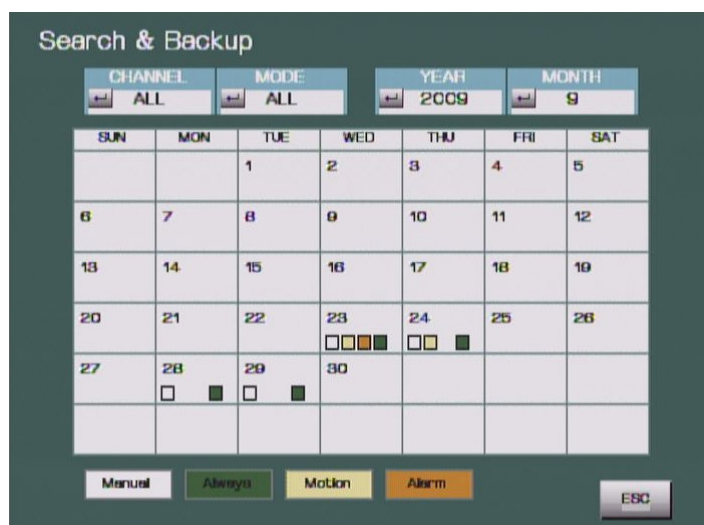 Search & Backup
CHANNEL MODE YEAR MONTH
ALL ALL 2009 9
SUN MON TUE WED THU FRI SAT
1 2 3 4 5
6 7 8 9 10 11 12
13 14 15 16 17 18 19
20 21 22 23 24 25 26
27 28 29 30
Manual Always Motion Alarm
ESC